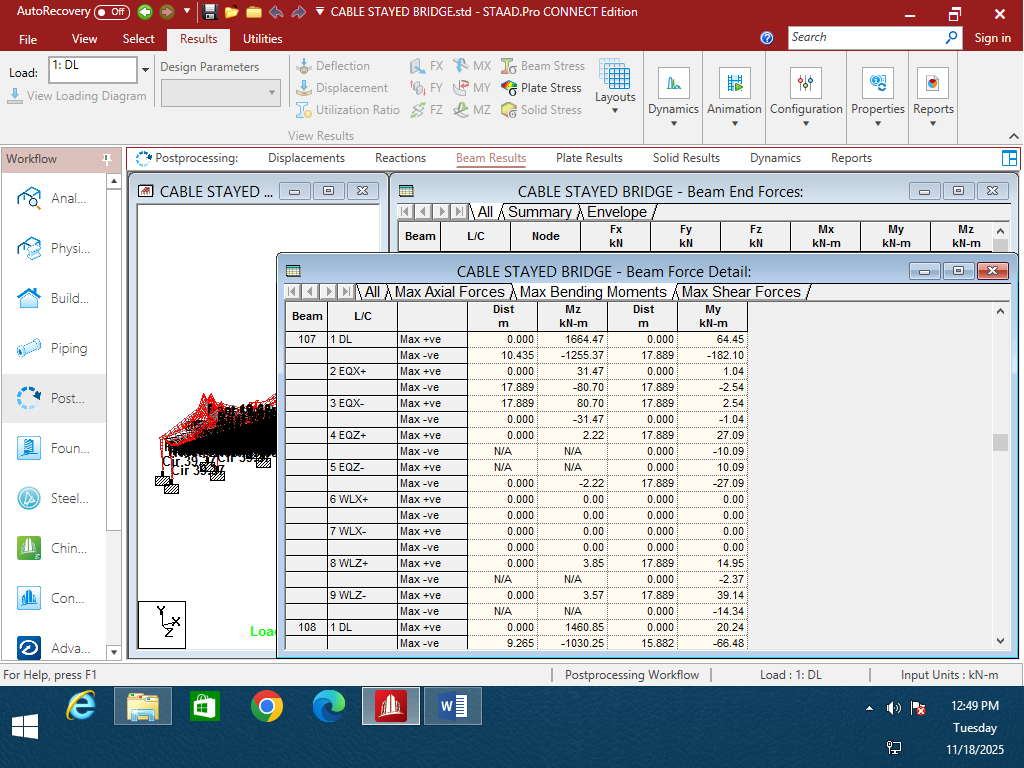 AutoRecovery Off CABLE STAYED BRIDGE.std - STAAD.Pro CONNECT Edition
File View Select Results Utilities Search Sign in
Load: 1: DL
View Loading Diagram
Design Parameters
Deflection FX MX Beam Stress
Displacement FY MY Plate Stress
Utilization Ratio FZ MZ Solid Stress
View Results
Layouts
Dynamics Animation Configuration Properties Reports
Workflow
Postprocessing: Displacements Reactions Beam Results Plate Results Solid Results Dynamics Reports
Anal...
Physi...
Build...
Piping
Post...
Foun...
Steel...
Chin...
Con...
Adva...
CABLE STAYED ...
Y
X
Z
Load
CABLE STAYED BRIDGE - Beam End Forces:
All Summary Envelope
Beam L/C Node Fx kN Fy kN Fz kN Mx kN-m My kN-m Mz kN-m
CABLE STAYED BRIDGE - Beam Force Detail:
All Max Axial Forces Max Bending Moments Max Shear Forces
Beam L/C Dist m Mz kN-m Dist m My kN-m
107 1 DL Max +ve 0.000 1664.47 0.000 64.45
Max -ve 10.435 -1255.37 17.889 -182.10
2 EQX+ Max +ve 0.000 31.47 0.000 1.04
Max -ve 17.889 -80.70 17.889 -2.54
3 EQX- Max +ve 17.889 80.70 17.889 2.54
Max -ve 0.000 -31.47 0.000 -1.04
4 EQZ+ Max +ve 0.000 2.22 17.889 27.09
Max -ve N/A N/A 0.000 -10.09
5 EQZ- Max +ve N/A N/A 0.000 10.09
Max -ve 0.000 -2.22 17.889 -27.09
6 WLX+ Max +ve 0.000 0.00 0.000 0.00
Max -ve 0.000 0.00 0.000 0.00
7 WLX- Max +ve 0.000 0.00 0.000 0.00
Max -ve 0.000 0.00 0.000 0.00
8 WLZ+ Max +ve 0.000 3.85 17.889 14.95
Max -ve N/A N/A 0.000 -2.37
9 WLZ- Max +ve 0.000 3.57 17.889 39.14
Max -ve N/A N/A 0.000 -14.34
108 1 DL Max +ve 0.000 1460.85 0.000 20.24
Max -ve 9.265 -1030.25 15.882 -66.48
For Help, press F1 Postprocessing Workflow Load : 1: DL Input Units : kN-m
12:49 PM
Tuesday
11/18/2025